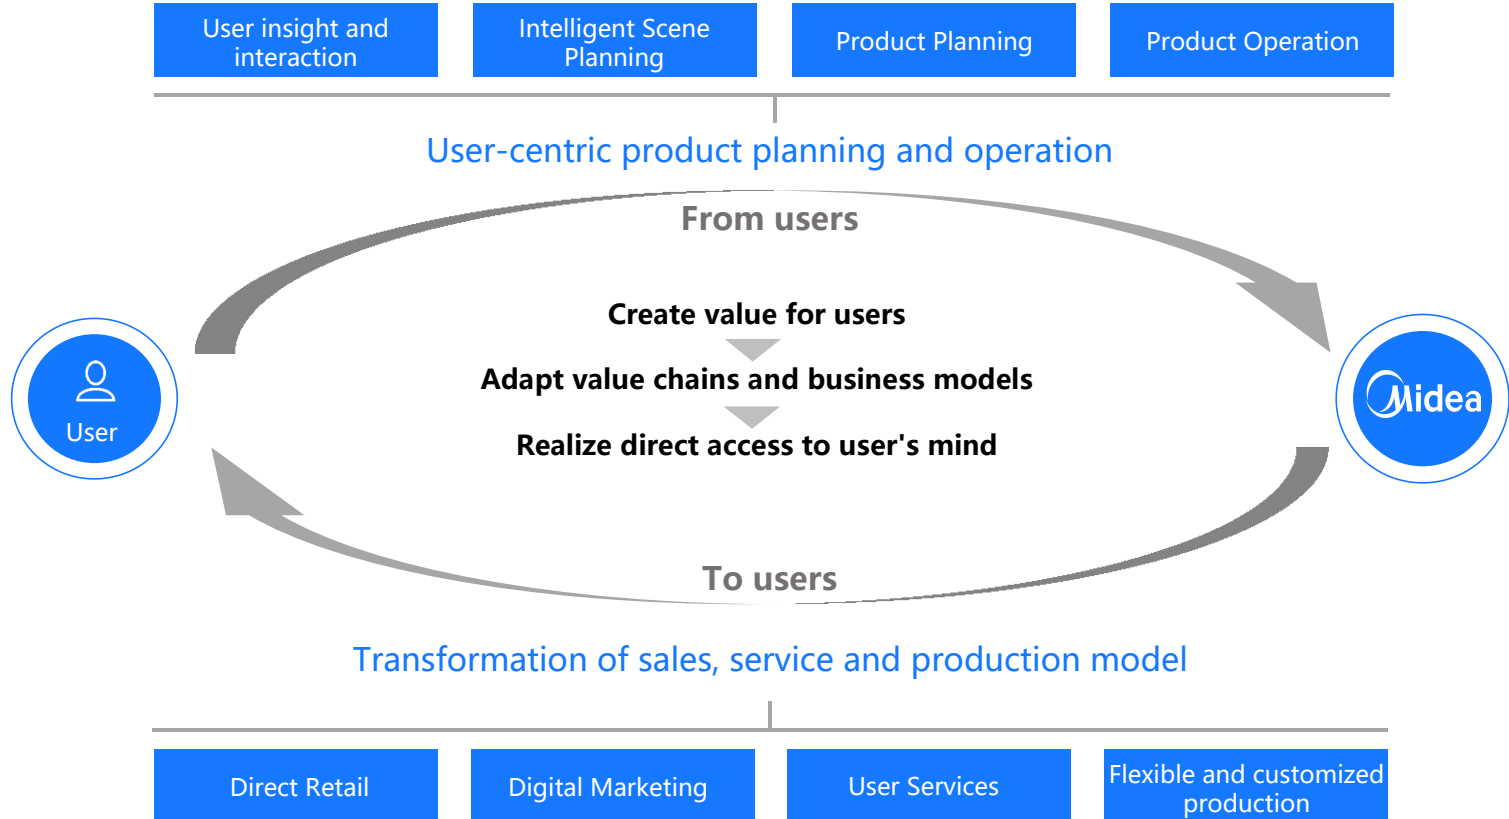 User insight and
interaction
Intelligent Scene
Planning
Product Planning
Product Operation
User-centric product planning and operation
From users
Create value for users
Adapt value chains and business models
Realize direct access to user's mind
User
Midea
To users
Transformation of sales, service and production model
Direct Retail
Digital Marketing
User Services
Flexible and customized
production